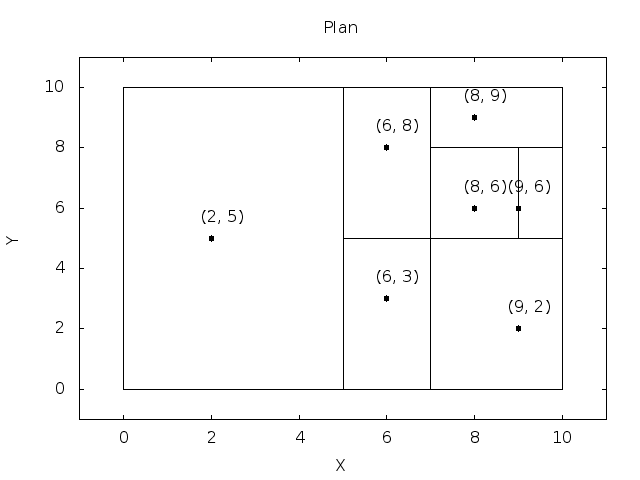 Plan
10
(8, 9)
(6, 8)
8
(8, 6)(9, 6)
6
(2, 5)
Y
4
(6, 3)
2
(9, 2)
0
0 2 4 6 8 10
X